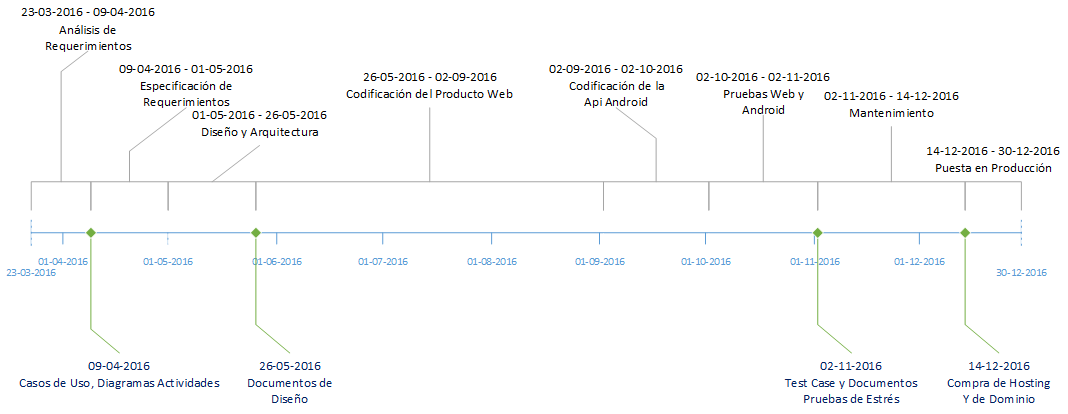 23-03-2016 - 09-04-2016
Análisis de
Requerimientos
09-04-2016 - 01-05-2016
Especificación de
Requerimientos
01-05-2016 - 26-05-2016
Diseño y Arquitectura
26-05-2016 - 02-09-2016
Codificación del Producto Web
02-09-2016 - 02-10-2016
Codificación de la
Api Android
02-10-2016 - 02-11-2016
Pruebas Web y
Android
02-11-2016 - 14-12-2016
Mantenimiento
14-12-2016 - 30-12-2016
Puesta en Producción
23-03-2016
01-04-2016
01-05-2016
01-06-2016
01-07-2016
01-08-2016
01-09-2016
01-10-2016
01-11-2016
01-12-2016
30-12-2016
09-04-2016
Casos de Uso, Diagramas Actividades
26-05-2016
Documentos de
Diseño
02-11-2016
Test Case y Documentos
Pruebas de Estrés
14-12-2016
Compra de Hosting
Y de Dominio